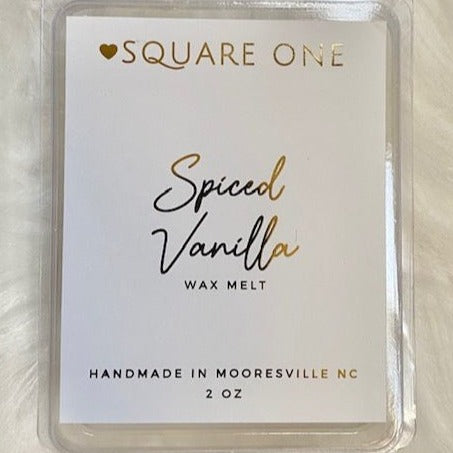 SQUARE ONE
Spiced
Vanilla
WAX MELT
HANDMADE IN MOORESVILLE NC
2 OZ